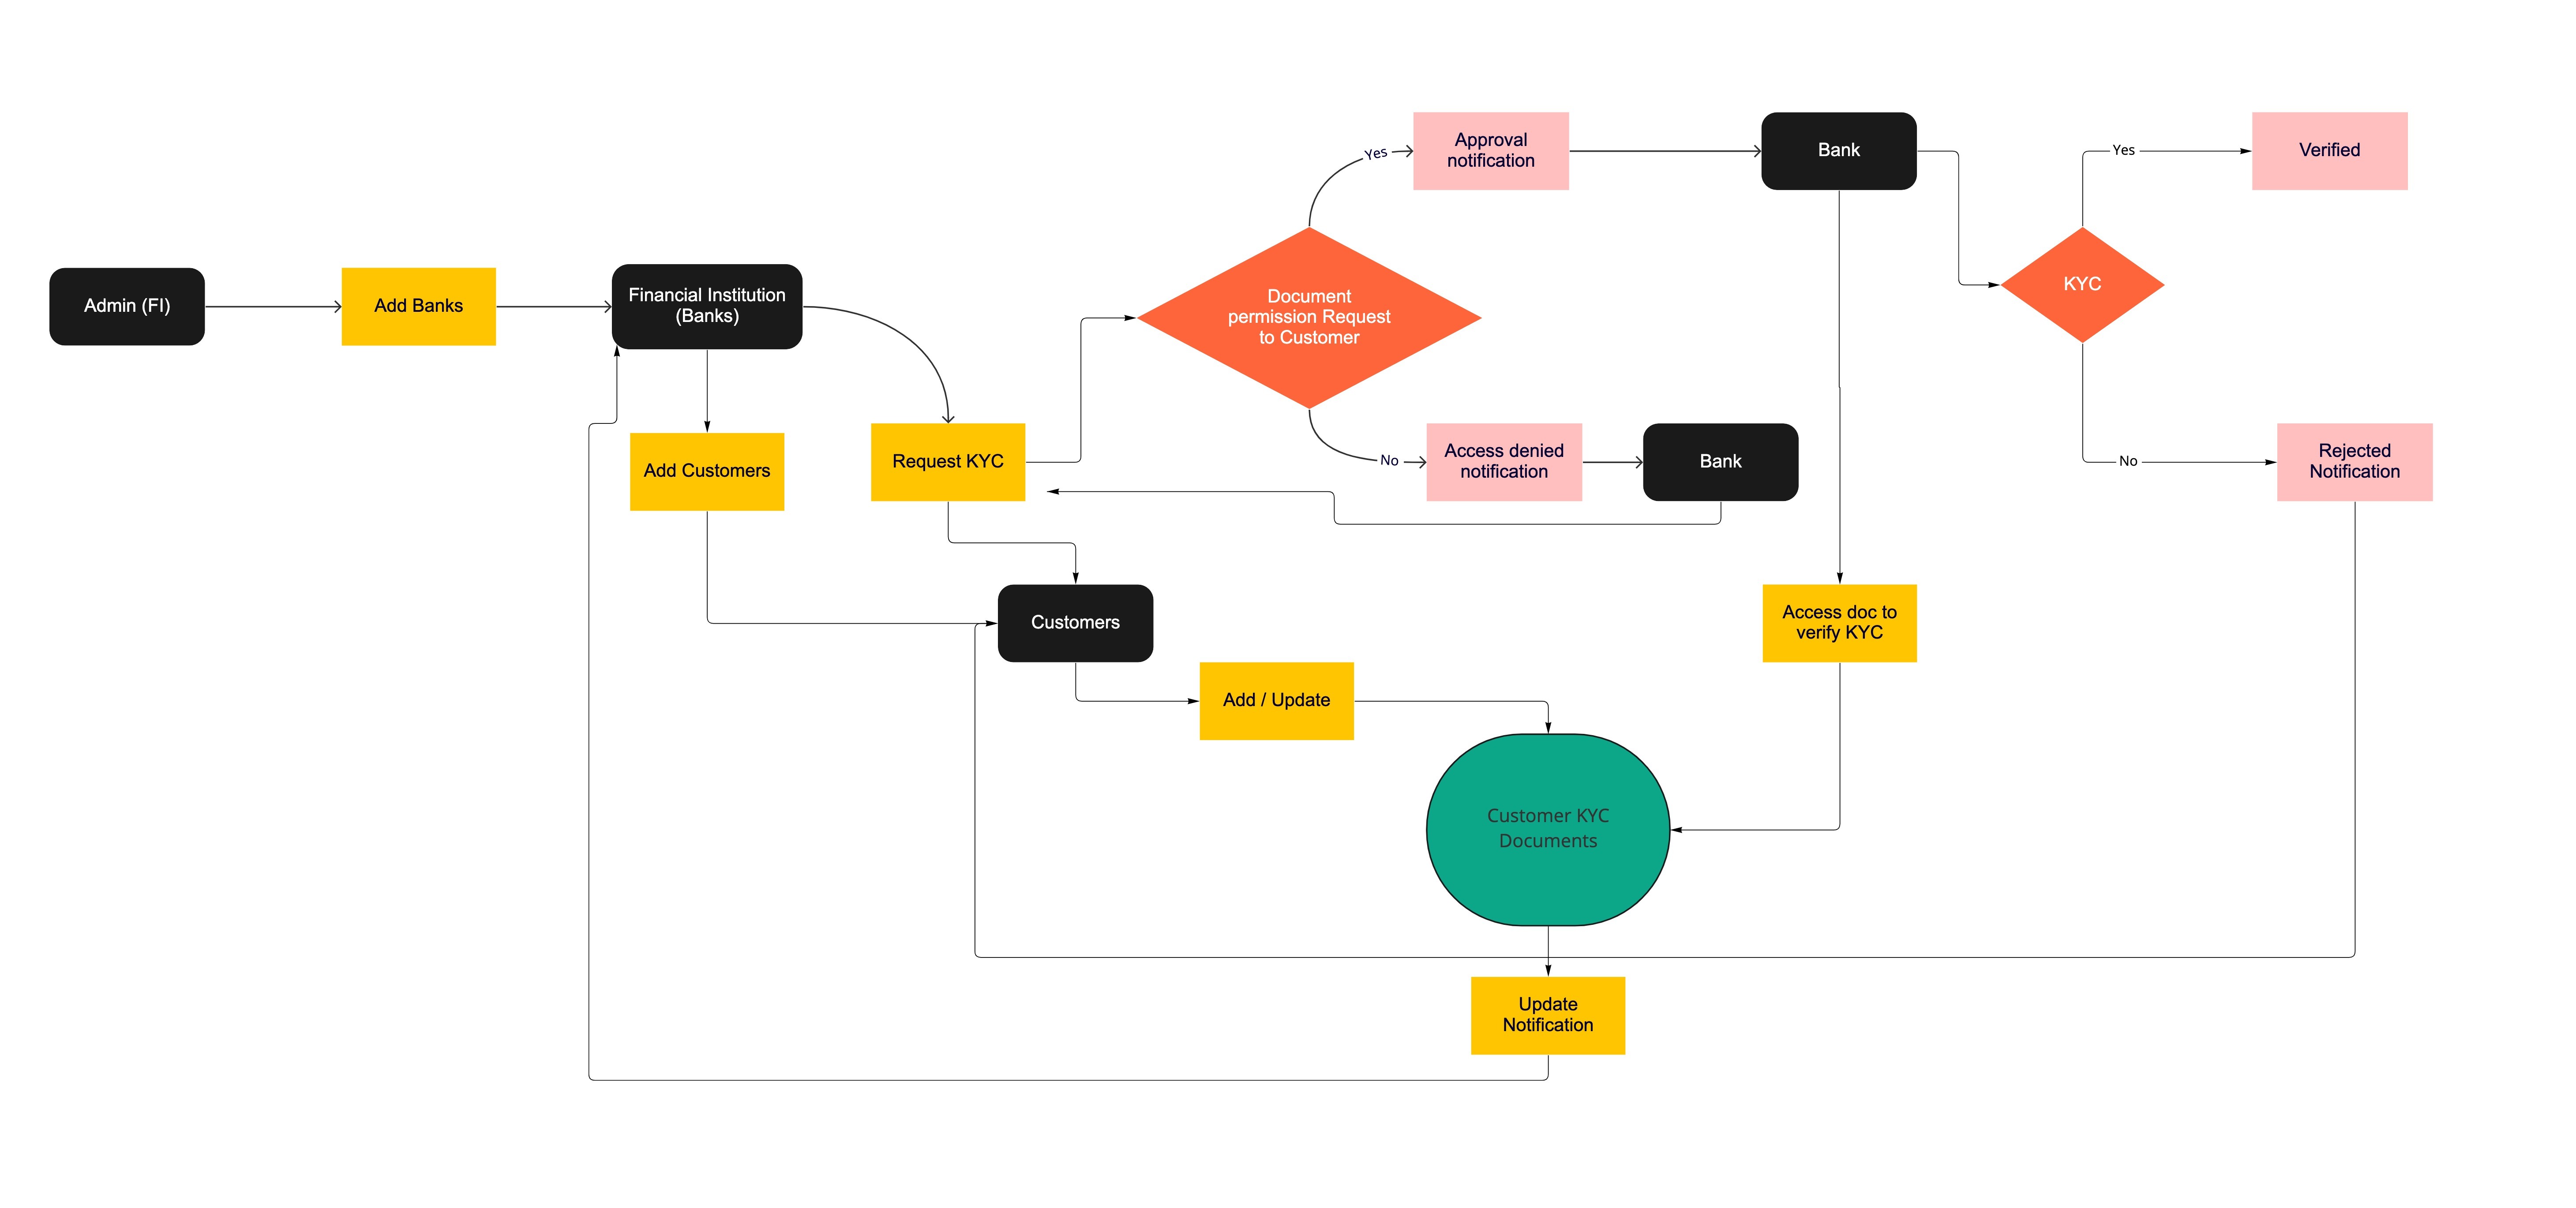 Approval
notification
Bank
Yes
Verified
Yes
Admin (FI)
Add Banks
Financial Institution
(Banks)
Document
permission Request
to Customer
KYC
Add Customers
Request KYC
No
Access denied
notification
Bank
No
Rejected
Notification
Customers
Access doc to
verify KYC
Add / Update
Customer KYC
Documents
Update
Notification